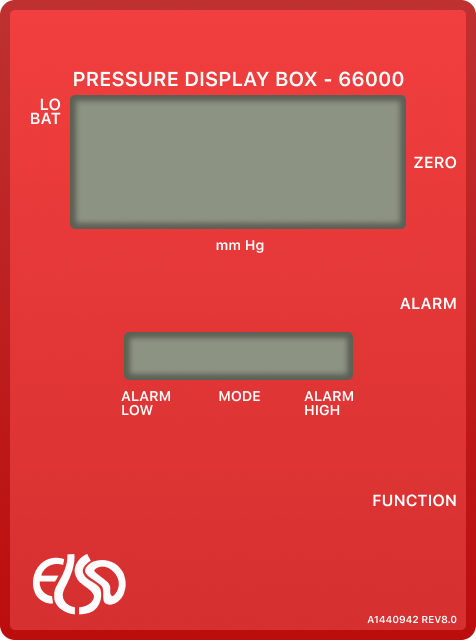 PRESSURE DISPLAY BOX - 66000
LO
BAT
ZERO
mm Hg
ALARM
ALARM
LOW
MODE
ALARM
HIGH
FUNCTION
ELSO
A1440942 REV8.0